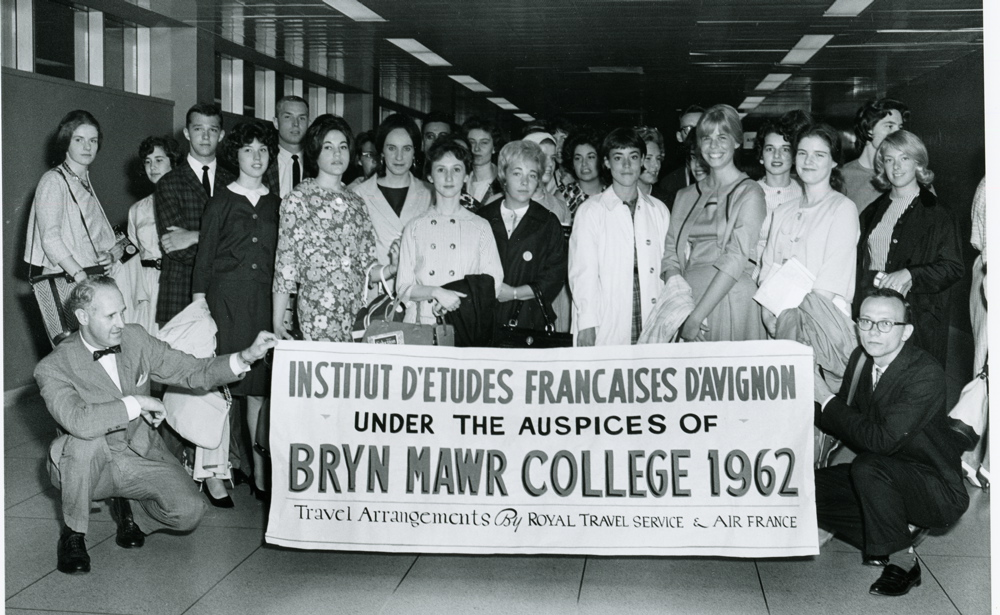 INSTITUT D'ETUDES FRANCAISES D'AVIGNON
UNDER THE AUSPICES OF
BRYN MAWR COLLEGE 1962
Travel Arrangements By ROYAL TRAVEL SERVICE & AIR FRANCE